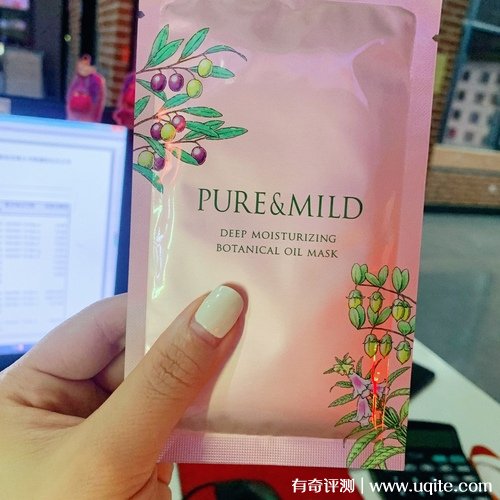 PURE&MILD
DEEP MOISTURIZING
BOTANICAL OIL MASK
有奇评测｜www.uqite.com